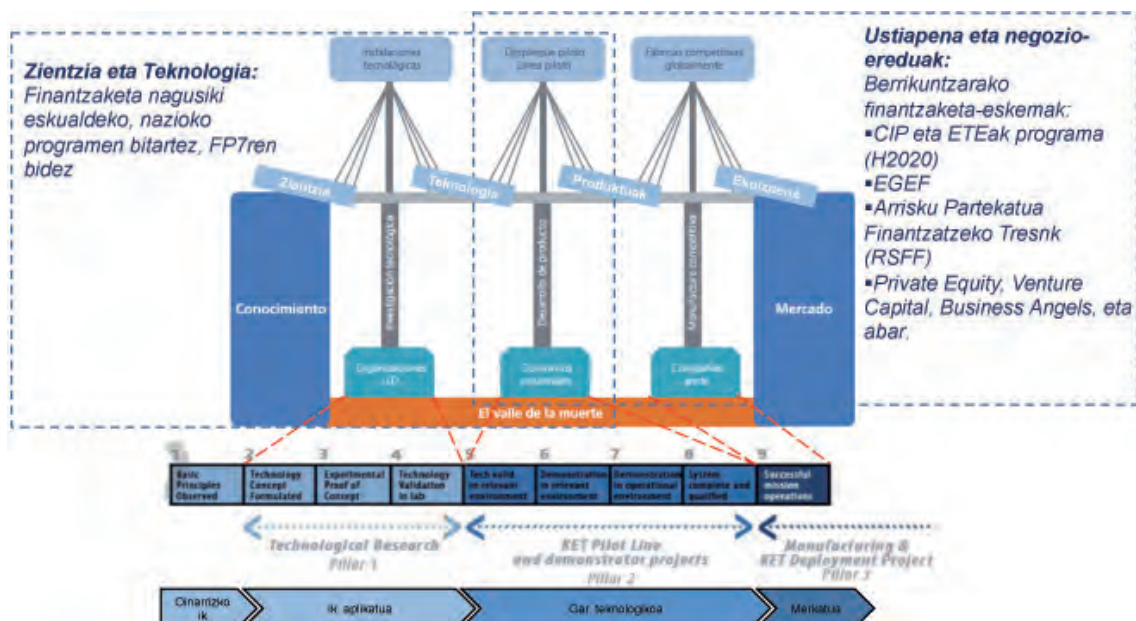 Zientzia eta Teknologia:
Finantzaketa nagusiki
eskualdeko, nazioko
programen bitartez, FP7ren
bidez
Instalaciones
tecnológicas
Despliegue piloto
Línea piloto
Fábricas competitivas
globalmente
Ustiapena eta negozio-
ereduak:
Berrikuntzarako
finantzaketa-eskemak:
▪CIP eta ETEak programa
(H2020)
▪EGEF
▪Arrisku Partekatua
Finantzatzeko Tresnk
(RSFF)
▪Private Equity, Venture
Capital, Business Angels, eta
abar.
Zientzia
Teknologia
Produktuak
Ekoizpena
Conocimiento
Investigación tecnológica
Desarrollo de producto
Manufactura competitiva
Mercado
Organizaciones
I+D
Consorcios
Compañías
El valle de la muerte
1 2 3 4 5 6 7 8 9
Basic
Principles
Observed
Technology
Concept
Formulated
Experimental
Proof of
Concept
Technology
Validation
in lab
Tech valid
in relevant
environment
Demonstration
in relevant
environment
Demonstration
in operational
environment
System
complete and
qualified
Successful
mission
operations
Technological Research
Pillar 1
KET Pilot Line
and demonstrator projects
Pillar 2
Manufacturing &
KET Deployment Project
Pillar 3
Oinarrizko
ik
Ik aplikatua
Gar teknologikoa
Merkatua